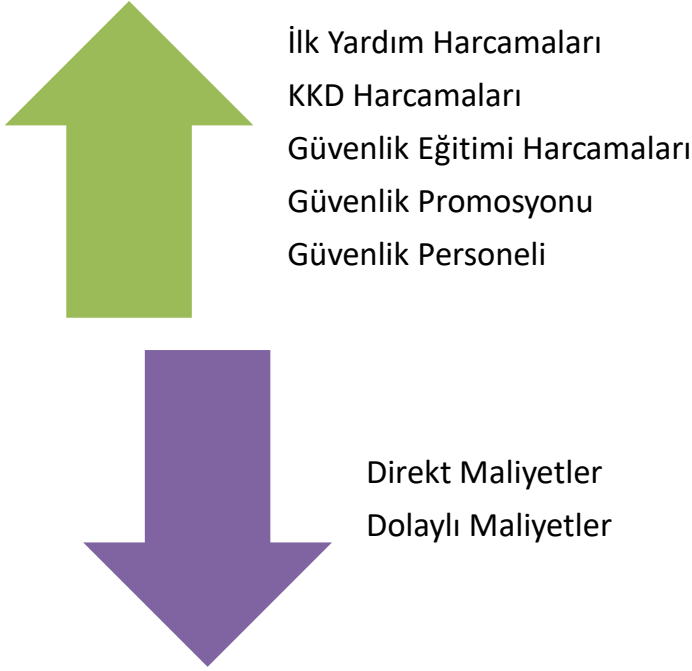 İlk Yardım Harcamaları
KKD Harcamaları
Güvenlik Eğitimi Harcamaları
Güvenlik Promosyonu
Güvenlik Personeli
Direkt Maliyetler
Dolaylı Maliyetler